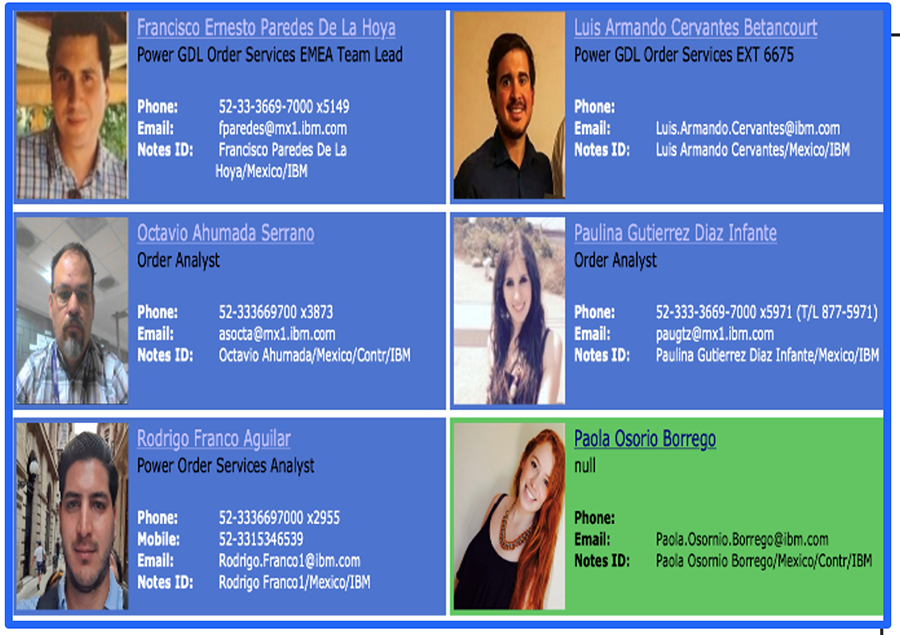 Francisco Ernesto Paredes De La Hoya
Power GDL Order Services EMEA Team Lead
Phone: 52-33-3669-7000 x5149
Email: fparedes@mx1.ibm.com
Notes ID: Francisco Paredes De La
Hoya/Mexico/IBM
Luis Armando Cervantes Betancourt
Power GDL Order Services EXT 6675
Phone:
Email: Luis.Armando.Cervantes@ibm.com
Notes ID: Luis Armando Cervantes/Mexico/IBM
Octavio Ahumada Serrano
Order Analyst
Phone: 52-333669700 x3873
Email: asocta@mx1.ibm.com
Notes ID: Octavio Ahumada/Mexico/Contr/IBM
Paulina Gutierrez Diaz Infante
Order Analyst
Phone: 52-333-3669-7000 x5971 (T/L 877-5971)
Email: paugtz@mx1.ibm.com
Notes ID: Paulina Gutierrez Diaz Infante/Mexico/IBM
Rodrigo Franco Aguilar
Power Order Services Analyst
Phone: 52-3336697000 x2955
Mobile: 52-3315346539
Email: Rodrigo.Franco1@ibm.com
Notes ID: Rodrigo Franco1/Mexico/IBM
Paola Osorio Borrego
null
Phone:
Email: Paola.Osornio.Borrego@ibm.com
Notes ID: Paola Osornio Borrego/Mexico/Contr/IBM